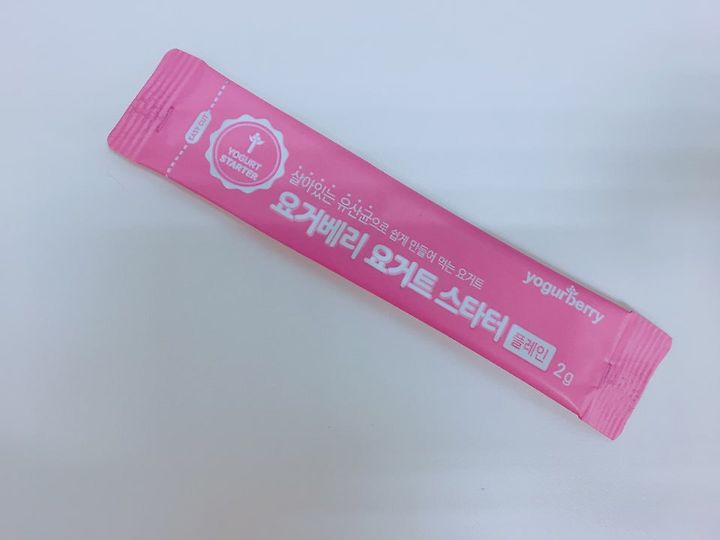 EASY CUT
YOGURT
STARTER
살아있는 유산균으로 쉽게 만들어 먹는 요거트
요거베리 요거트 스타터 플레인 2g
yogurberry